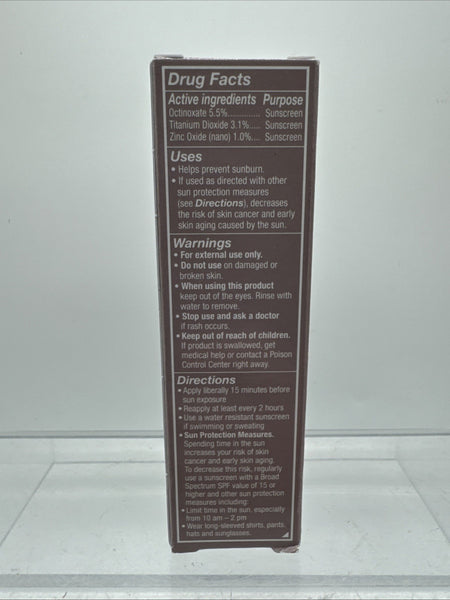 Drug Facts
Active ingredients Purpose
Octinoxate 5.5%.............. Sunscreen
Titanium Dioxide 3.1%..... Sunscreen
Zinc Oxide (nano) 1.0%... Sunscreen
Uses
• Helps prevent sunburn.
• If used as directed with other
sun protection measures
(see Directions), decreases
the risk of skin cancer and early
skin aging caused by the sun.
Warnings
• For external use only.
• Do not use on damaged or
broken skin.
• When using this product
keep out of the eyes. Rinse with
water to remove.
• Stop use and ask a doctor
if rash occurs.
• Keep out of reach of children.
If product is swallowed, get
medical help or contact a Poison
Control Center right away.
Directions
• Apply liberally 15 minutes before
sun exposure
• Reapply at least every 2 hours
• Use a water resistant sunscreen
if swimming or sweating
• Sun Protection Measures.
Spending time in the sun
increases your risk of skin
cancer and early skin aging.
To decrease this risk, regularly
use a sunscreen with a Broad
Spectrum SPF value of 15 or
higher and other sun protection
measures including:
• Limit time in the sun, especially
from 10 am – 2 pm
• Wear long-sleeved shirts, pants,
hats and sunglasses.